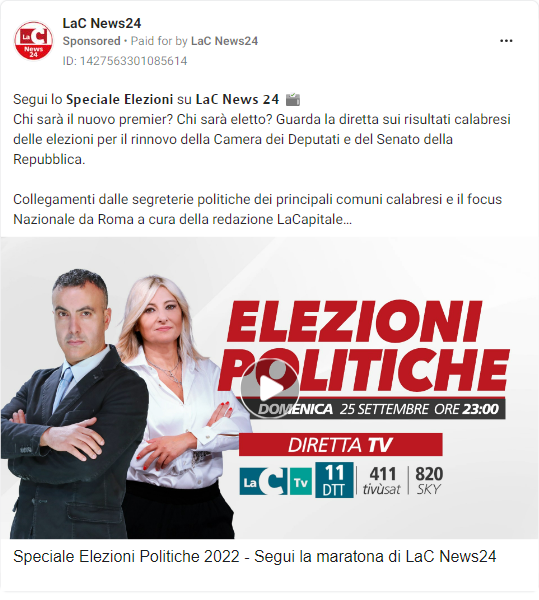 LaC News24
Sponsored • Paid for by LaC News24
ID: 1427563301085614
Segui lo Speciale Elezioni su LaC News 24 🗳
Chi sarà il nuovo premier? Chi sarà eletto? Guarda la diretta sui risultati calabresi
delle elezioni per il rinnovo della Camera dei Deputati e del Senato della
Repubblica.
Collegamenti dalle segreterie politiche dei principali comuni calabresi e il focus
Nazionale da Roma a cura della redazione LaCapitale...
LaC
News
24
ELEZIONI
POLITICHE
DOMENICA 25 SETTEMBRE ORE 23:00
DIRETTA TV
LaC Tv 11 DTT 411 tivùsat 820 SKY
Speciale Elezioni Politiche 2022 - Segui la maratona di LaC News24